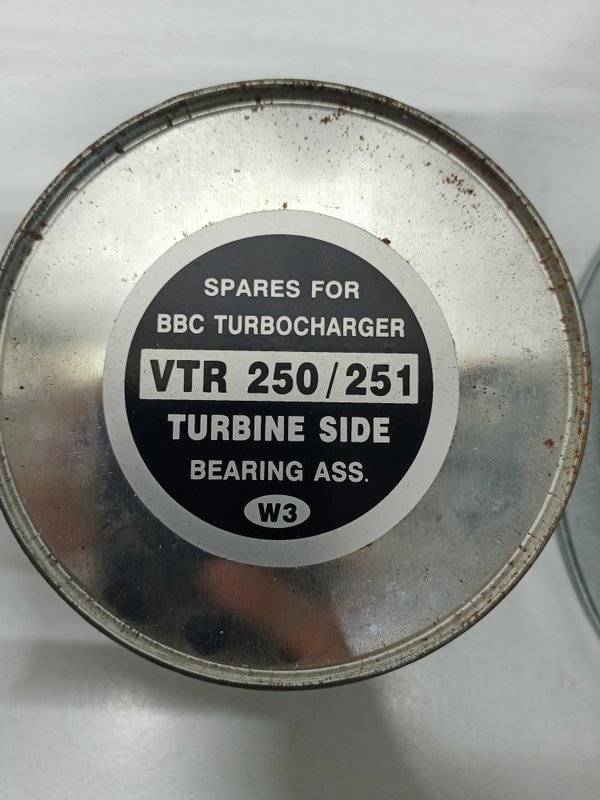 SPARES FOR
BBC TURBOCHARGER
VTR 250/251
TURBINE SIDE
BEARING ASS.
W3